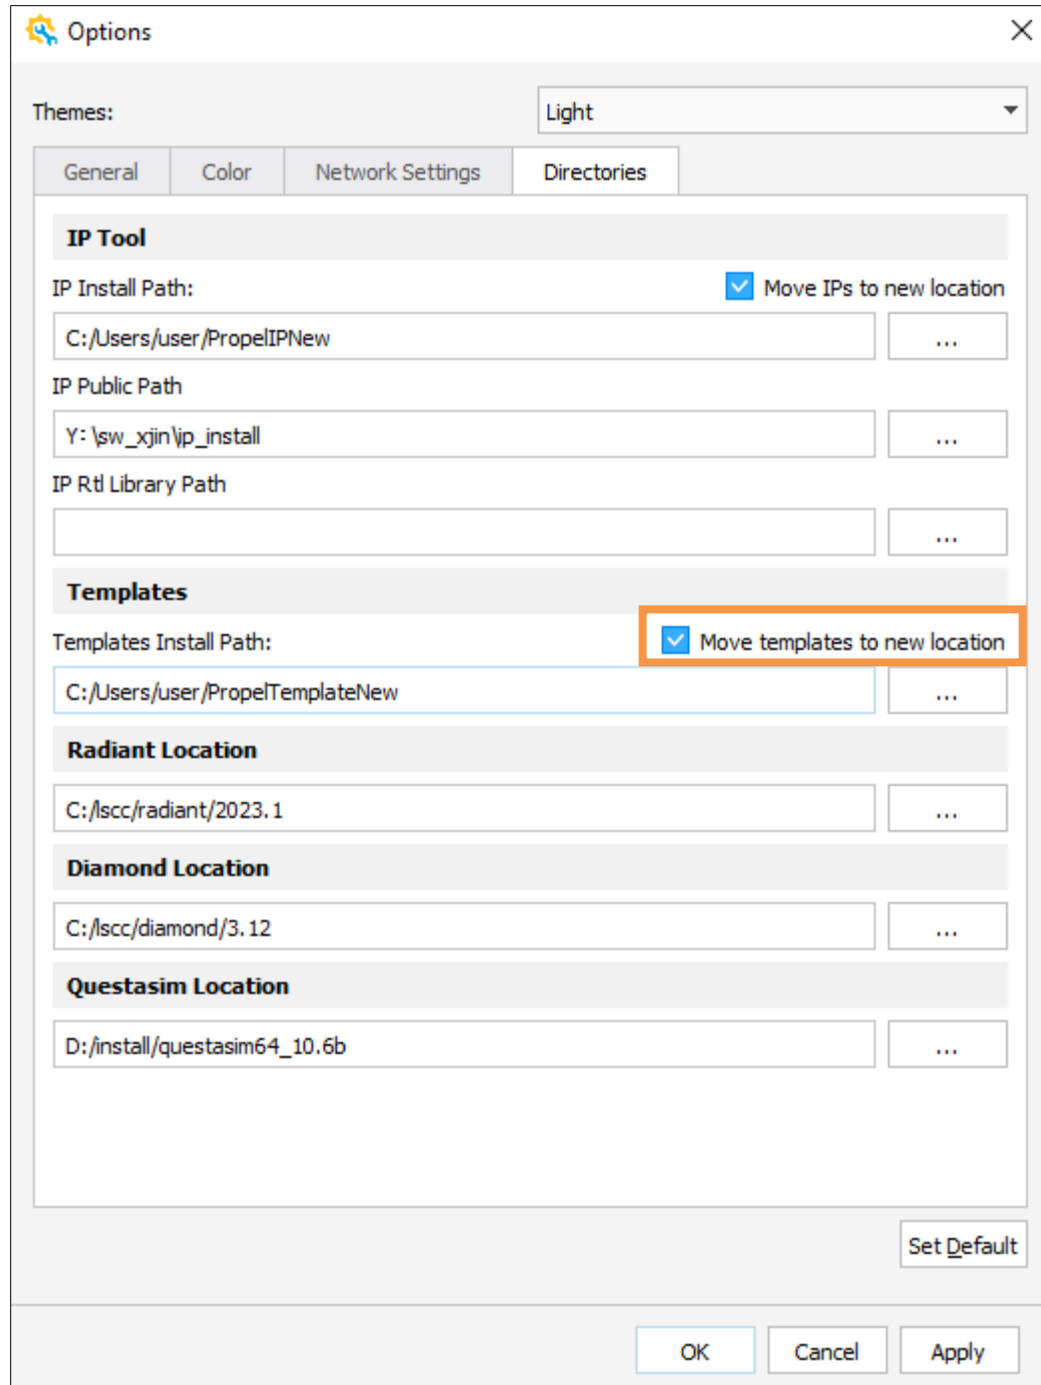 Options
Themes:
Light
General Color Network Settings Directories
IP Tool
IP Install Path: Move IPs to new location
C:/Users/user/PropelIPNew ...
IP Public Path
Y:\sw_xjin\ip_install ...
IP Rtl Library Path
...
Templates
Templates Install Path: Move templates to new location
C:/Users/user/PropelTemplateNew ...
Radiant Location
C:/lscc/radiant/2023.1 ...
Diamond Location
C:/lscc/diamond/3.12 ...
Questasim Location
D:/install/questasim64_10.6b ...
Set Default
OK Cancel Apply